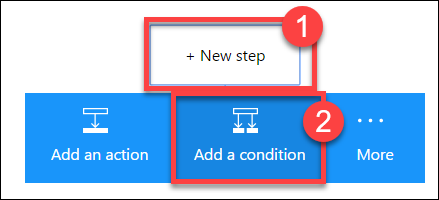 1
+ New step
2
Add an action
Add a condition
More